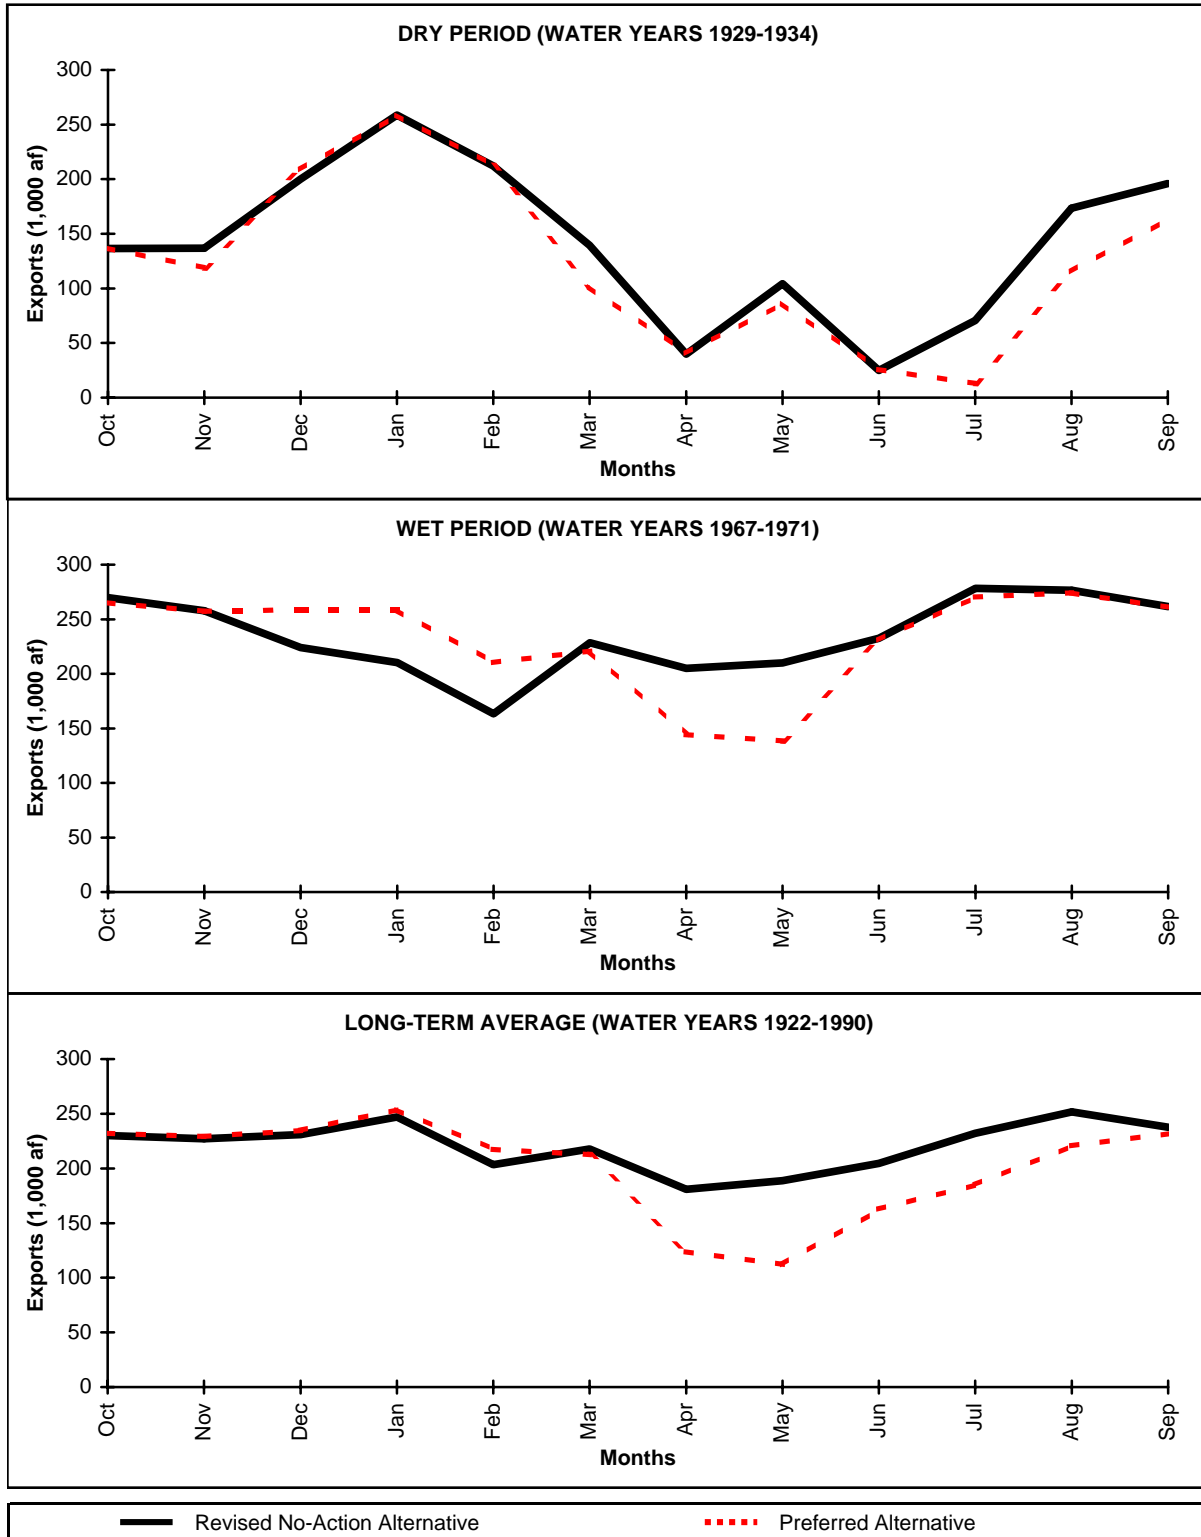 DRY PERIOD (WATER YEARS 1929-1934)
300
250
200
150
100
50
0
Exports (1,000 af)
Oct Nov Dec Jan Feb Mar Apr May Jun Jul Aug Sep
Months
WET PERIOD (WATER YEARS 1967-1971)
300
250
200
150
100
50
0
Exports (1,000 af)
Oct Nov Dec Jan Feb Mar Apr May Jun Jul Aug Sep
Months
LONG-TERM AVERAGE (WATER YEARS 1922-1990)
300
250
200
150
100
50
0
Exports (1,000 af)
Oct Nov Dec Jan Feb Mar Apr May Jun Jul Aug Sep
Months
Revised No-Action Alternative Preferred Alternative